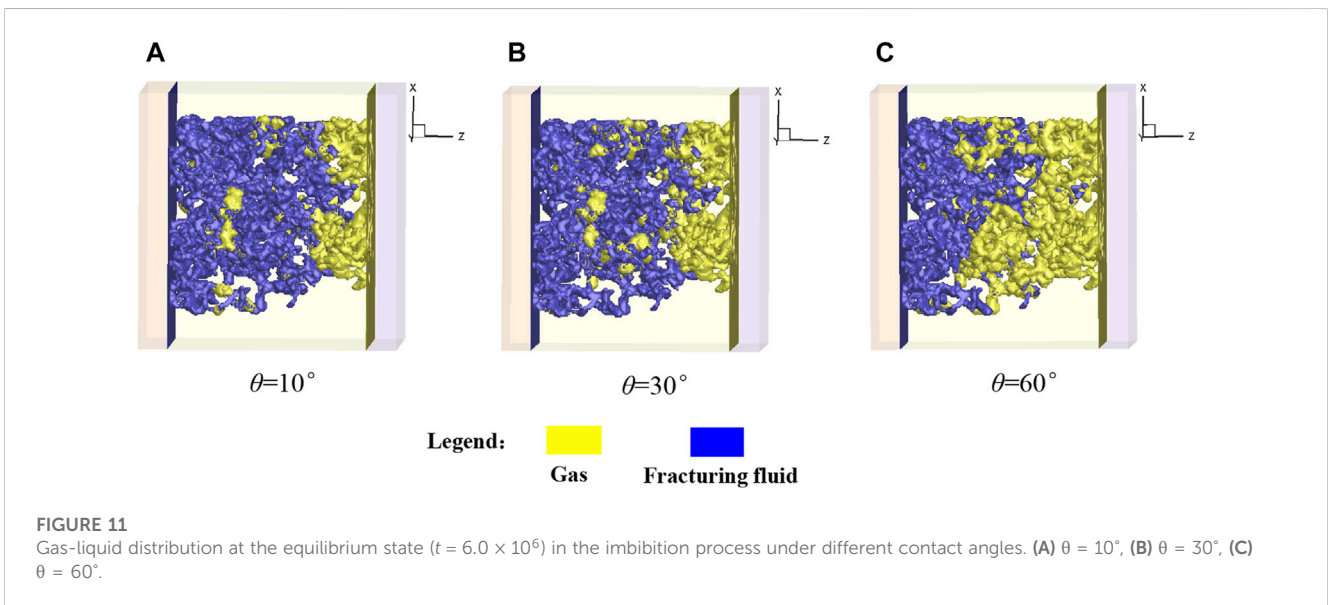 A
B
C
X
Y
Z
X
Y
Z
X
Y
Z
θ=10°
θ=30°
θ=60°
Legend:
Gas
Fracturing fluid
FIGURE 11
Gas-liquid distribution at the equilibrium state (t = 6.0 × 10⁶) in the imbibition process under different contact angles. (A) θ = 10°, (B) θ = 30°, (C)
θ = 60°.